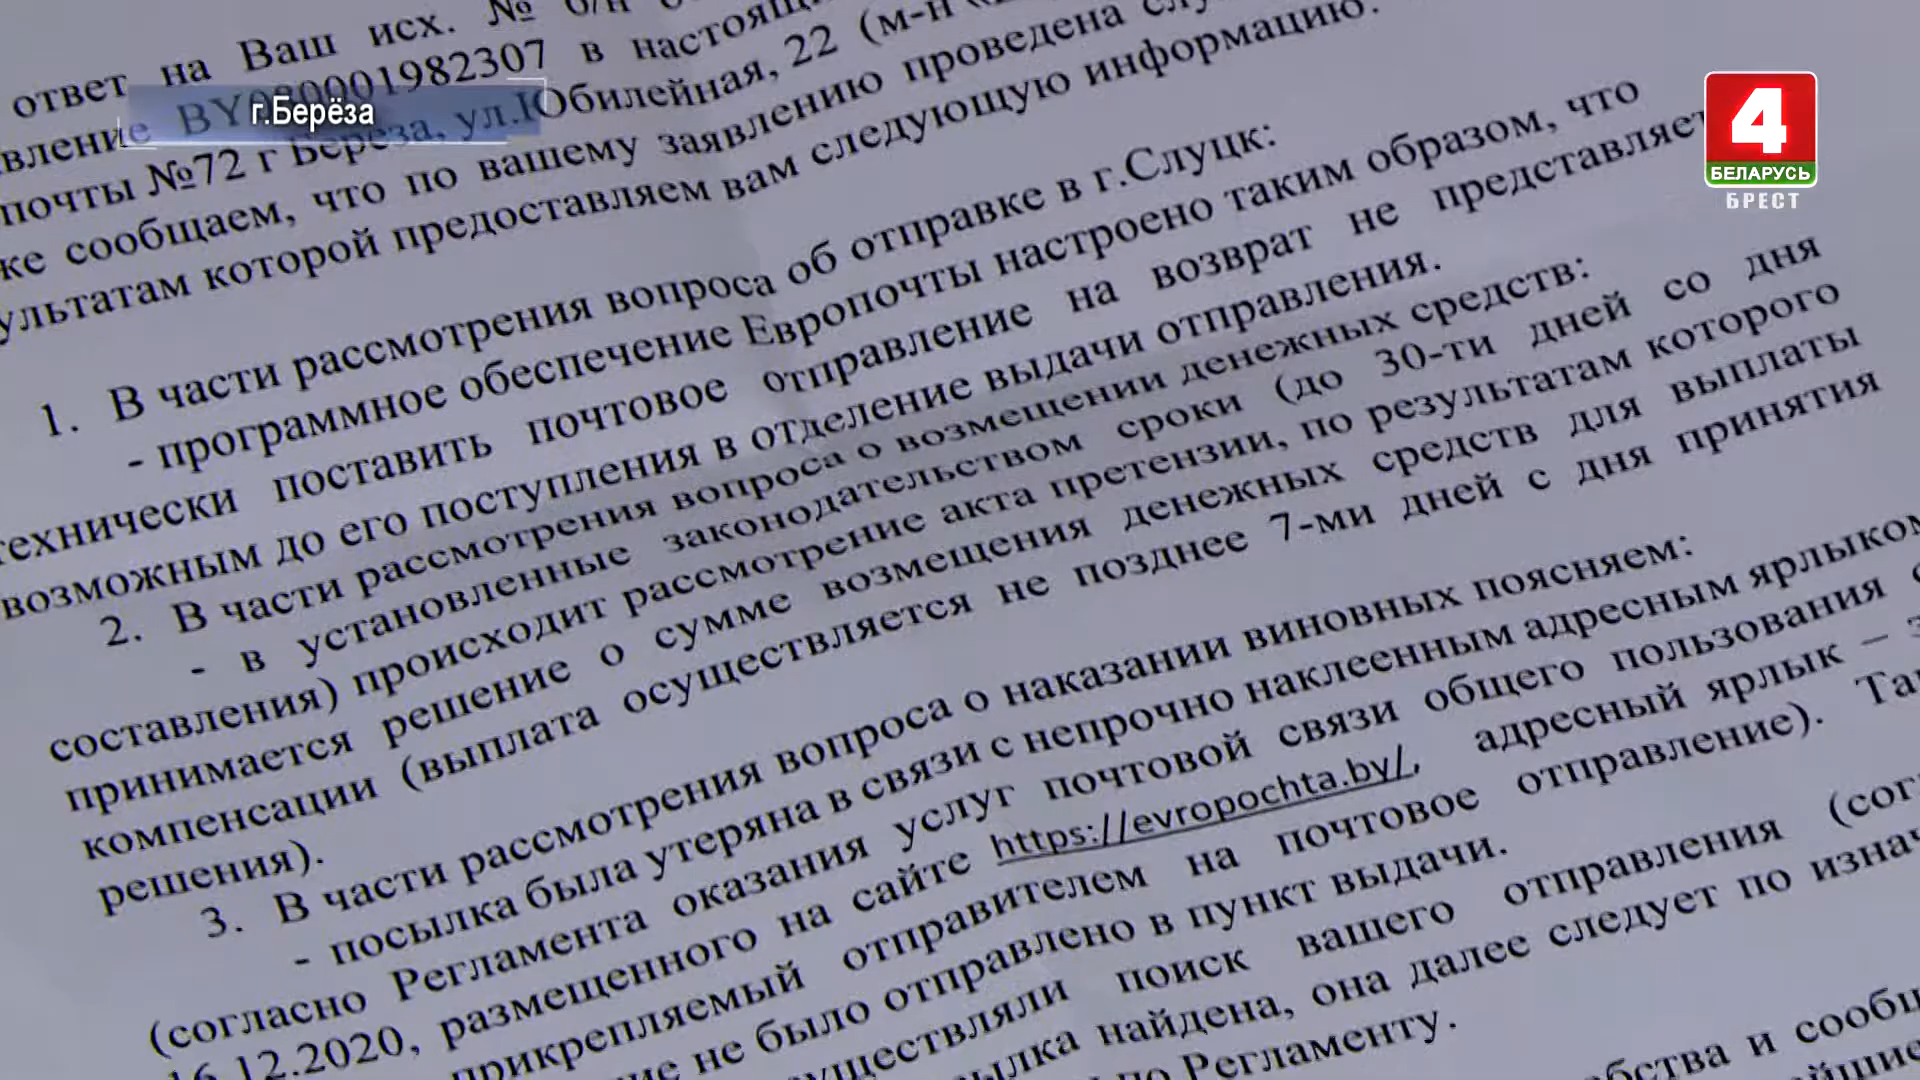 ответ на Ваш исх. № б/н
BY080001982307 в
почты №72 г Берёза, ул.Юбилейная, 22 (м-н
сообщаем, что по вашему заявлению проведена
которой предоставляем вам следующую информацию:
1. В части рассмотрения вопроса об отправке в г.Слуцк:
- программное обеспечение Европочты настроено таким образом, что
технически поставить почтовое отправление на возврат не представляет
возможным до его поступления в отделение выдачи отправления.
2. В части рассмотрения вопроса о возмещении денежных средств:
- в установленные законодательством сроки (до 30-ти дней со дня
составления) происходит рассмотрение акта претензии, по результатам которого
принимается решение о сумме возмещения денежных средств для выплаты
компенсации (выплата осуществляется не позднее 7-ми дней с дня принятия
решения).
3. В части рассмотрения вопроса о наказании виновных поясняем:
- посылка была утеряна в связи с непрочно наклеенным адресным ярлыком
(согласно Регламента оказания услуг почтовой связи общего пользования
16.12.2020, размещенного на сайте https://evropochta.by/, адресный ярлык –
прикрепляемый отправителем на почтовое отправление).
не было отправлено в пункт выдачи.
поиск вашего отправления
найдена, она далее следует по
по Регламенту.
и
г.Берёза
4
БЕЛАРУСЬ
БРЕСТ